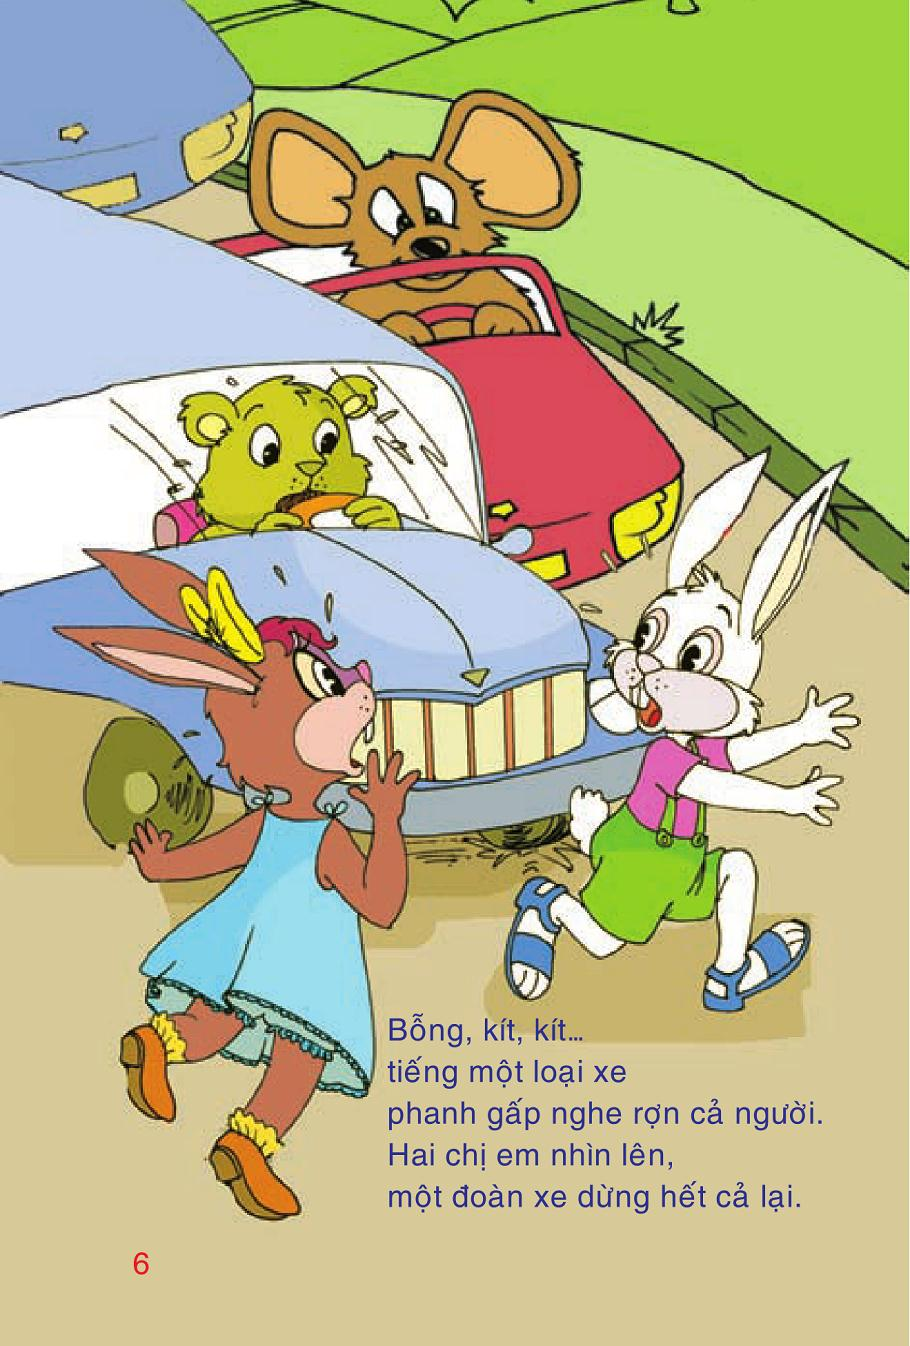 Bỗng, kít, kít...
tiếng một loại xe
phanh gấp nghe rợn cả người.
Hai chị em nhìn lên,
một đoàn xe dừng hết cả lại.
6